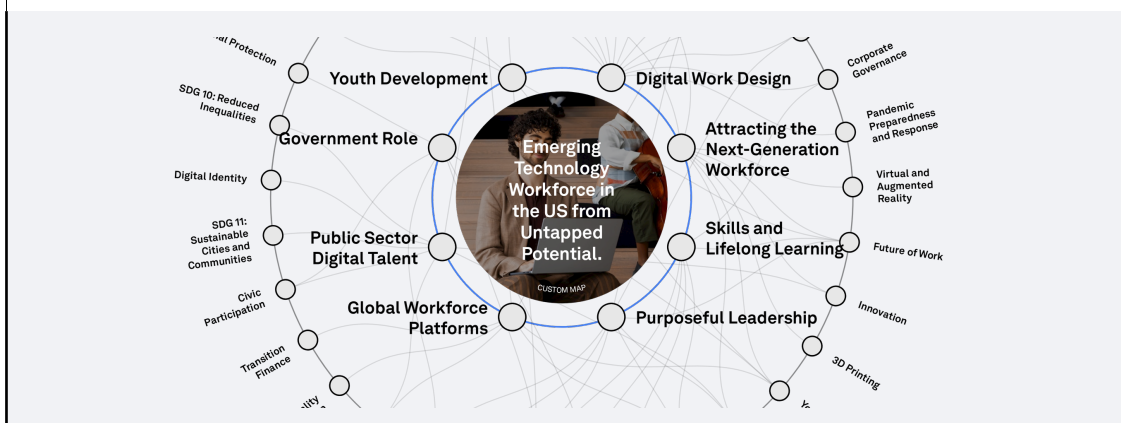 Emerging
Technology
Workforce in
the US from
Untapped
Potential.
CUSTOM MAP
Youth Development
Government Role
Public Sector
Digital Talent
Global Workforce
Platforms
Digital Work Design
Attracting the
Next-Generation
Workforce
Skills and
Lifelong Learning
Purposeful Leadership
Protection
SDG 10: Reduced
Inequalities
Digital Identity
SDG 11:
Sustainable
Cities and
Communities
Civic
Participation
Transition
Finance
Corporate
Governance
Pandemic
Preparedness
and Response
Virtual and
Augmented
Reality
Future of Work
Innovation
3D Printing